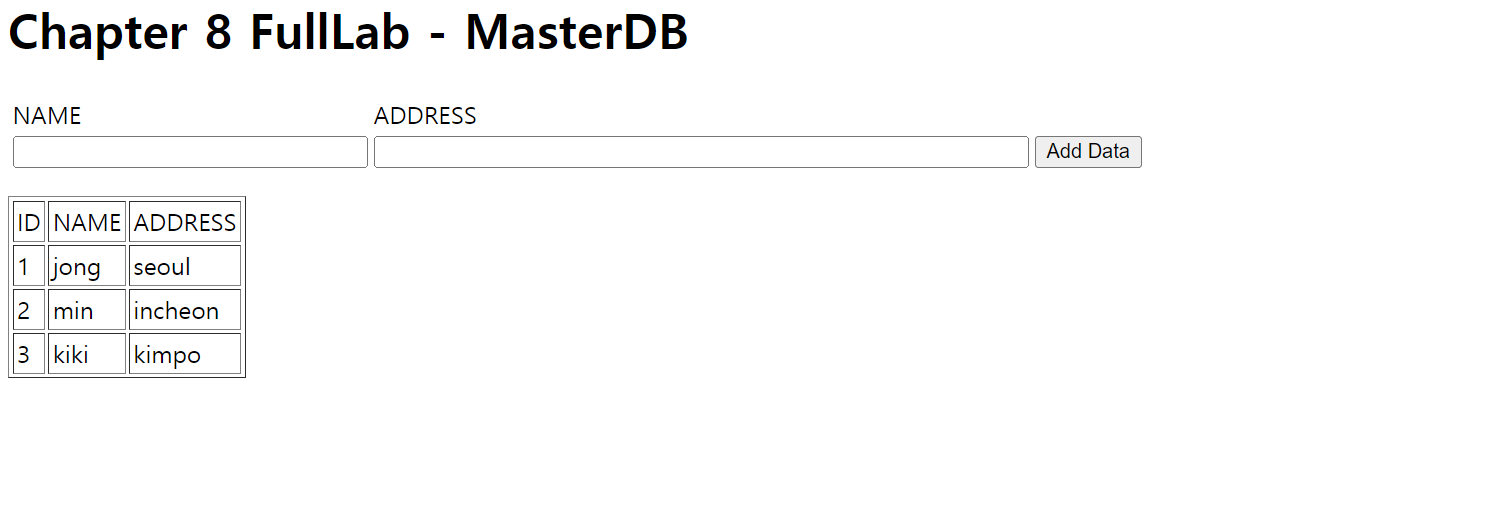 Chapter 8 FullLab - MasterDB
NAME ADDRESS
Add Data
ID NAME ADDRESS
1 jong seoul
2 min incheon
3 kiki kimpo